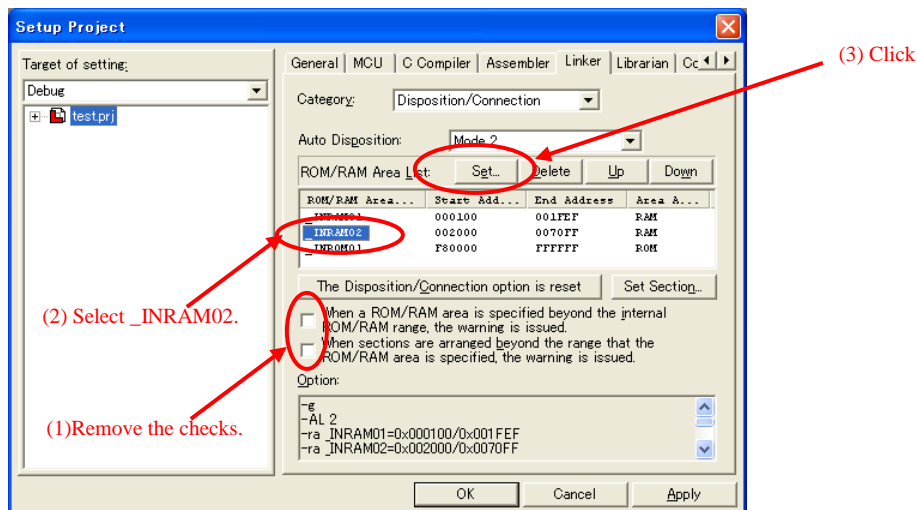 Setup Project
(3) Click
Target of setting:
Debug
test.prj
General MCU C Compiler Assembler Linker Librarian Cc
Category: Disposition/Connection
Auto Disposition: Mode 2
ROM/RAM Area List: Set... Delete Up Down
ROM/RAM Area... Start Add... End Address Area A...
_INRAM01 000100 001FEF RAM
_INRAM02 002000 0070FF RAM
_INROM01 F80000 FFFFFF ROM
The Disposition/Connection option is reset Set Section...
(2) Select _INRAM02.
When a ROM/RAM area is specified beyond the internal
ROM/RAM range, the warning is issued.
When sections are arranged beyond the range that the
ROM/RAM area is specified, the warning is issued.
(1)Remove the checks.
Option:
-g
-AL 2
-ra _INRAM01=0x000100/0x001FEF
-ra _INRAM02=0x002000/0x0070FF
OK Cancel Apply